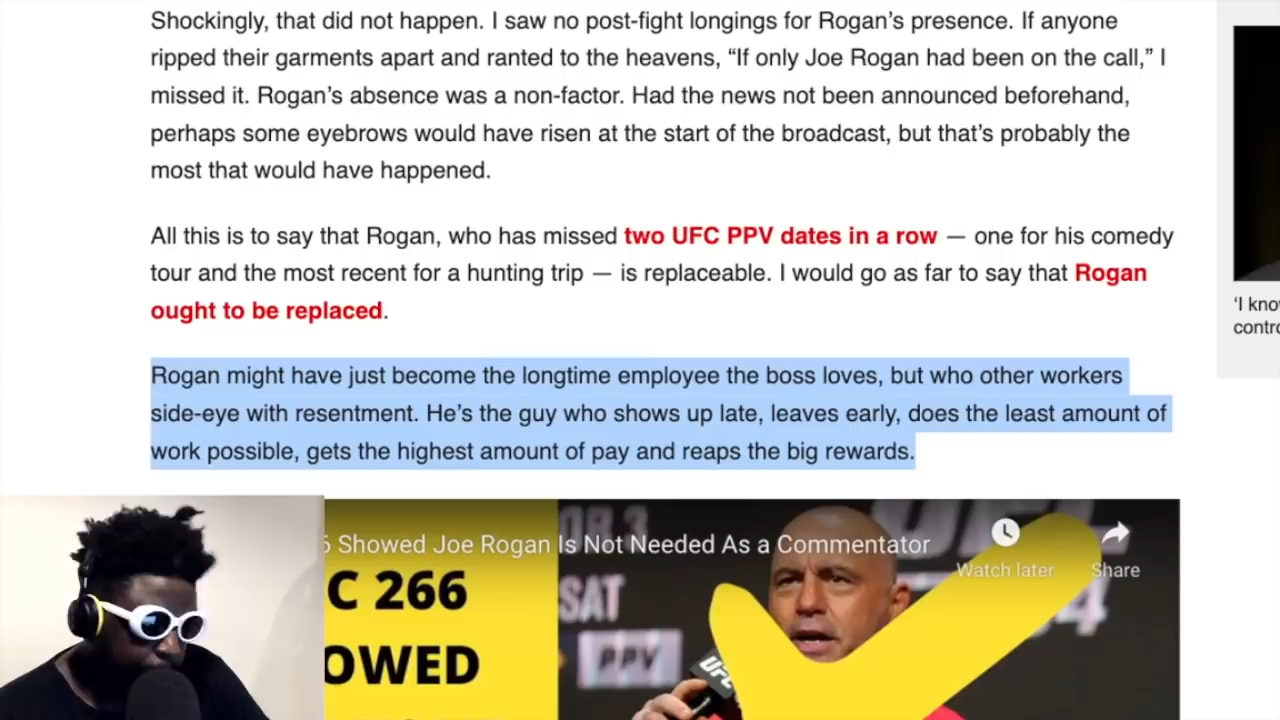 Shockingly, that did not happen. I saw no post-fight longings for Rogan’s presence. If anyone
ripped their garments apart and ranted to the heavens, “If only Joe Rogan had been on the call,” I
missed it. Rogan’s absence was a non-factor. Had the news not been announced beforehand,
perhaps some eyebrows would have risen at the start of the broadcast, but that’s probably the
most that would have happened.
All this is to say that Rogan, who has missed two UFC PPV dates in a row — one for his comedy
tour and the most recent for a hunting trip — is replaceable. I would go as far to say that Rogan
ought to be replaced.
Rogan might have just become the longtime employee the boss loves, but who other workers
side-eye with resentment. He’s the guy who shows up late, leaves early, does the least amount of
work possible, gets the highest amount of pay and reaps the big rewards.
‘I kno
contro
6 Showed Joe Rogan Is Not Needed As a Commentator
Watch later
Share
C 266
OWED
SAT
PPV
UFC